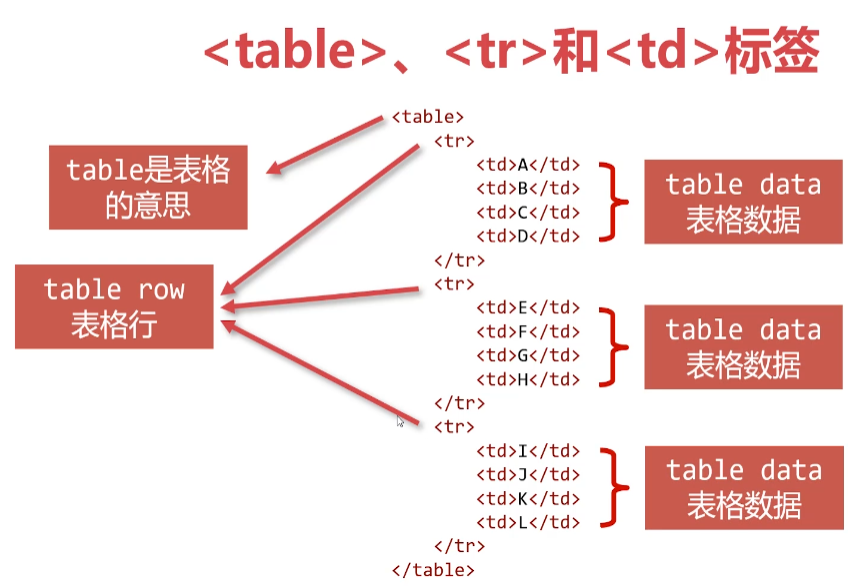 <table>、<tr>和<td>标签
<table>
<tr>
<td>A</td>
<td>B</td>
<td>C</td>
<td>D</td>
</tr>
<tr>
<td>E</td>
<td>F</td>
<td>G</td>
<td>H</td>
</tr>
<tr>
<td>I</td>
<td>J</td>
<td>K</td>
<td>L</td>
</tr>
</table>
table是表格
的意思
table row
表格行
table data
表格数据
table data
表格数据
table data
表格数据